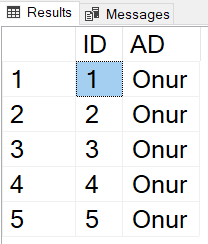 Results Messages
ID AD
1 1 Onur
2 2 Onur
3 3 Onur
4 4 Onur
5 5 Onur